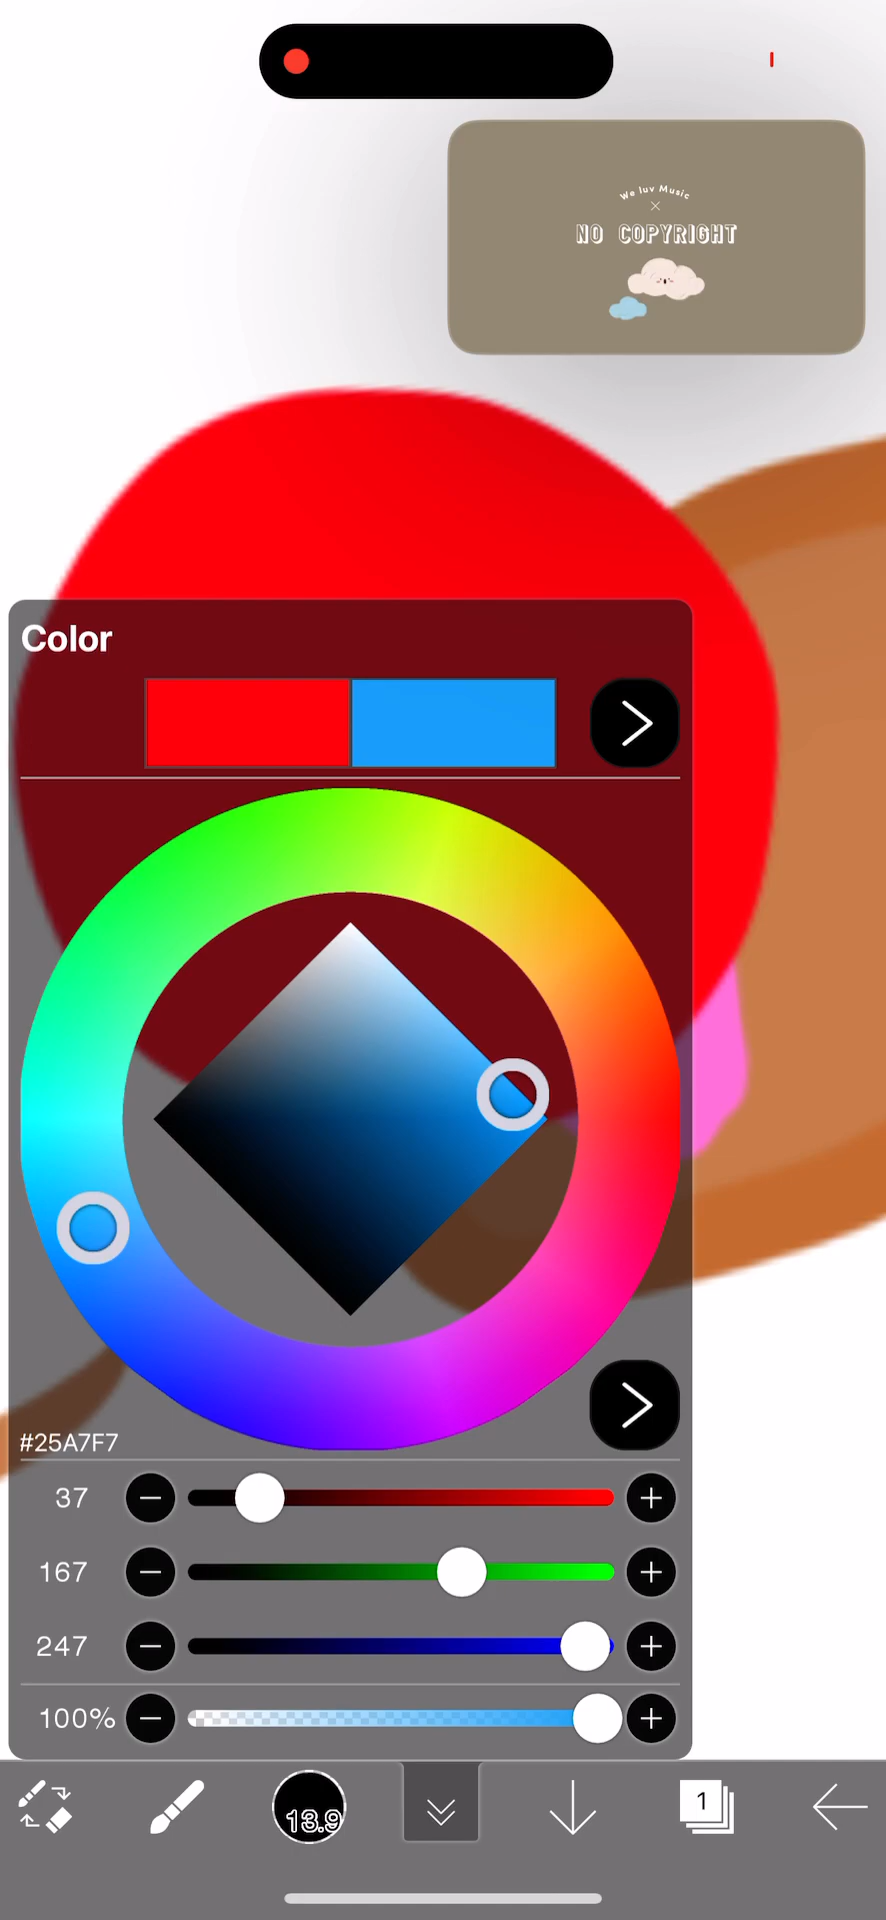 We luv Music
×
NO COPYRIGHT
Color
#25A7F7
37
167
247
100%
13.9
1